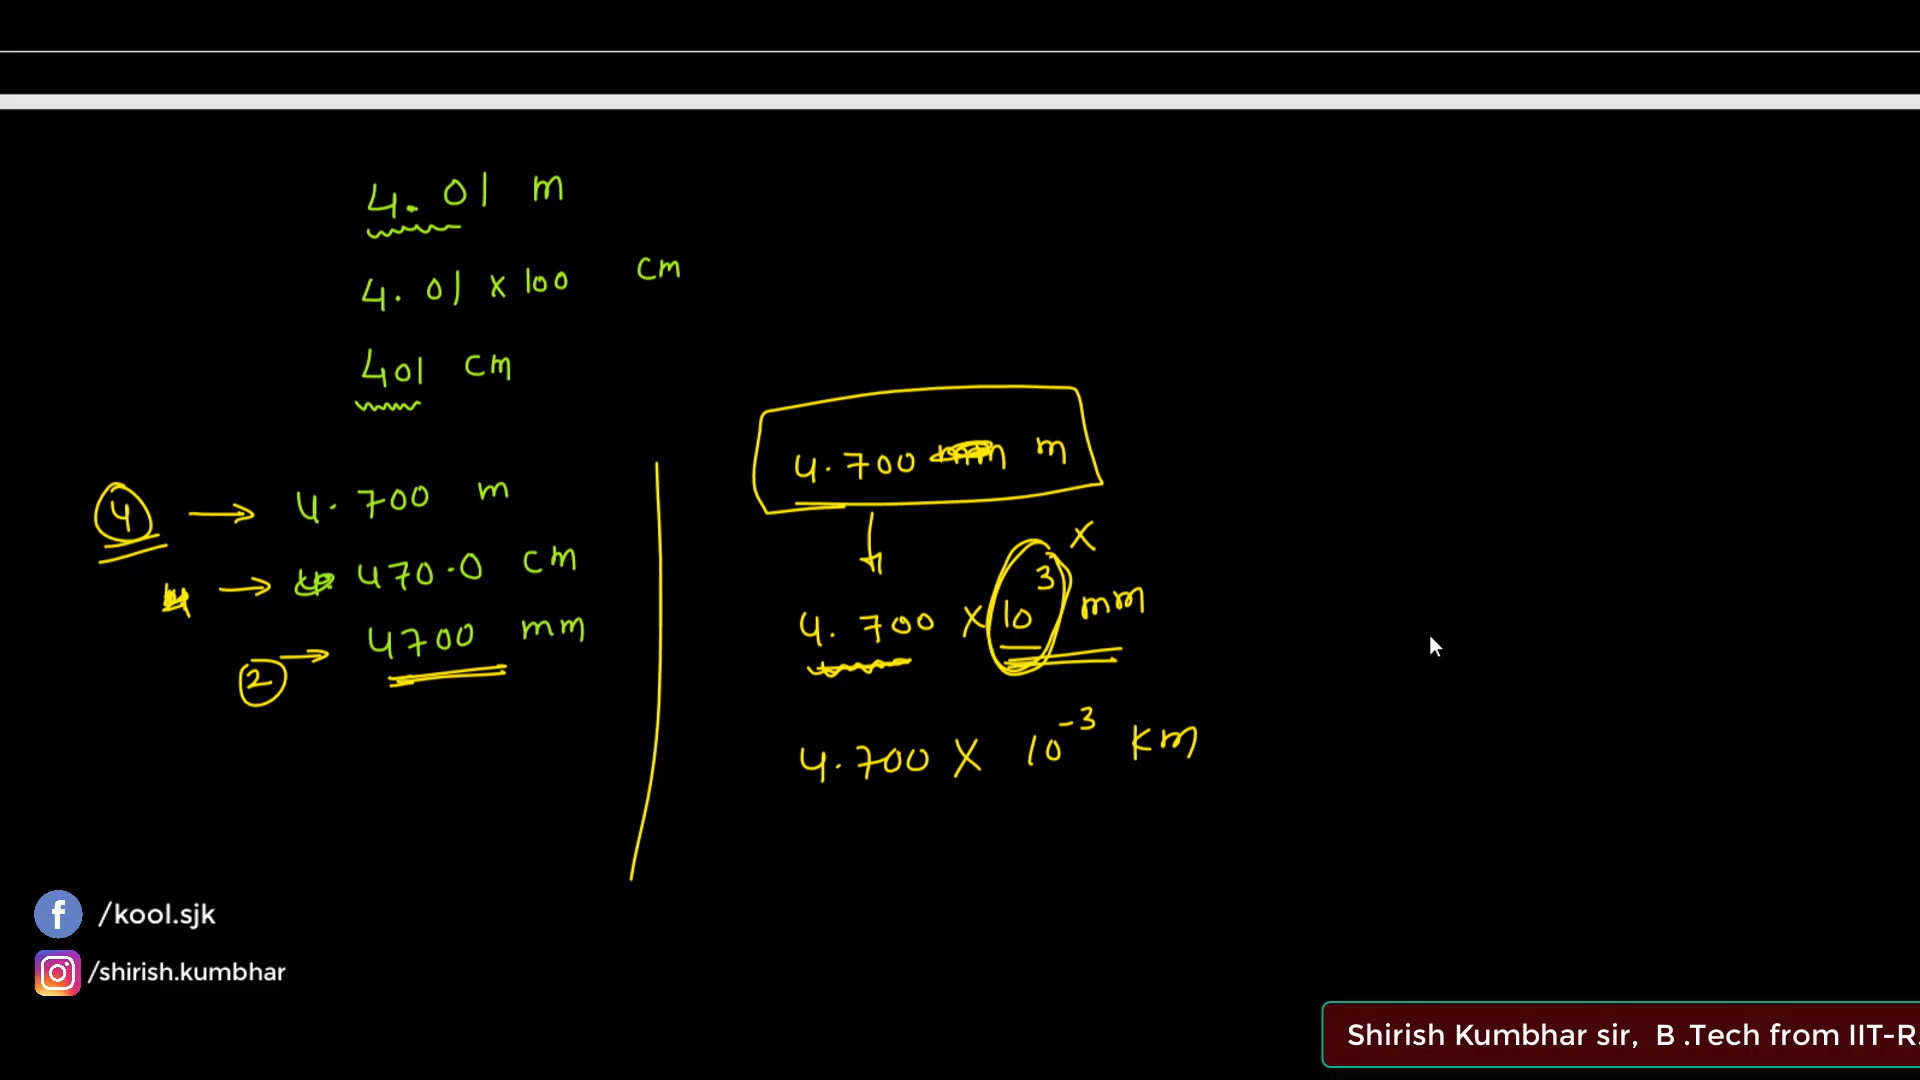 4.01 m
4.01 x 100 cm
401 cm
4 → 4.700 m
4 → 470.0 cm
2 → 4700 mm
4.700 m
x
4.700 x 10³ mm
4.700 x 10⁻³ km
/kool.sjk
/shirish.kumbhar
Shirish Kumbhar sir, B .Tech from IIT-R.